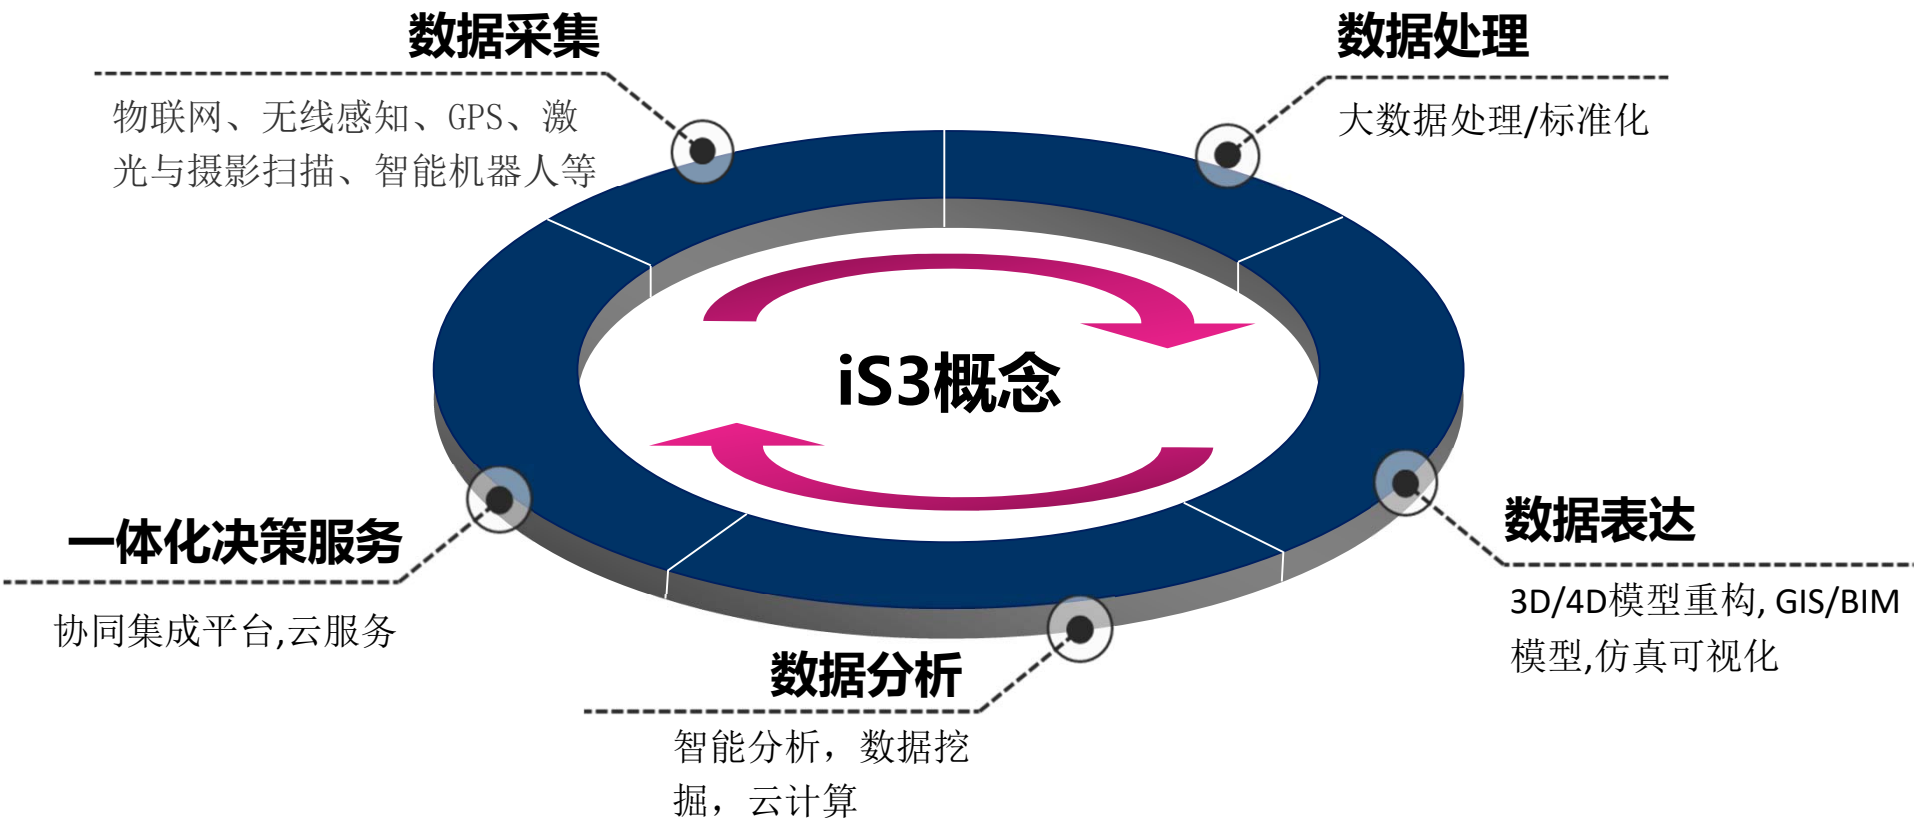 数据采集
物联网、无线感知、GPS、激
光与摄影扫描、智能机器人等
数据处理
大数据处理/标准化
iS3概念
数据表达
3D/4D模型重构, GIS/BIM
模型,仿真可视化
数据分析
智能分析，数据挖
掘，云计算
一体化决策服务
协同集成平台,云服务